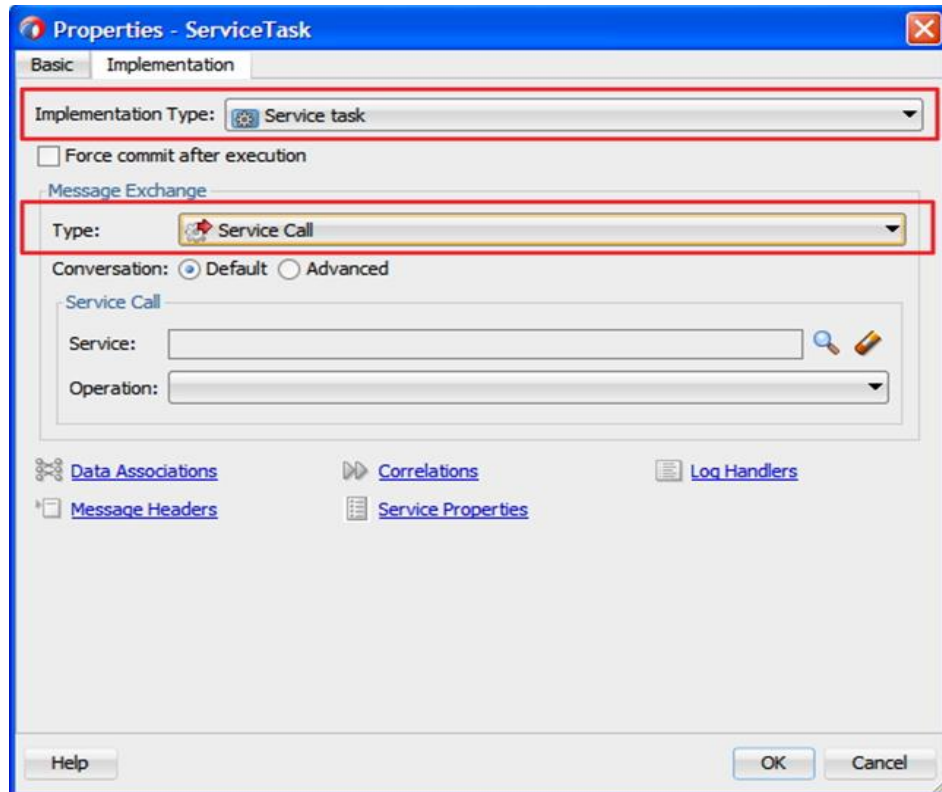 Properties - ServiceTask
Basic Implementation
Implementation Type: Service task
Force commit after execution
Message Exchange
Type: Service Call
Conversation: Default Advanced
Service Call
Service:
Operation:
Data Associations Correlations Log Handlers
Message Headers Service Properties
Help OK Cancel